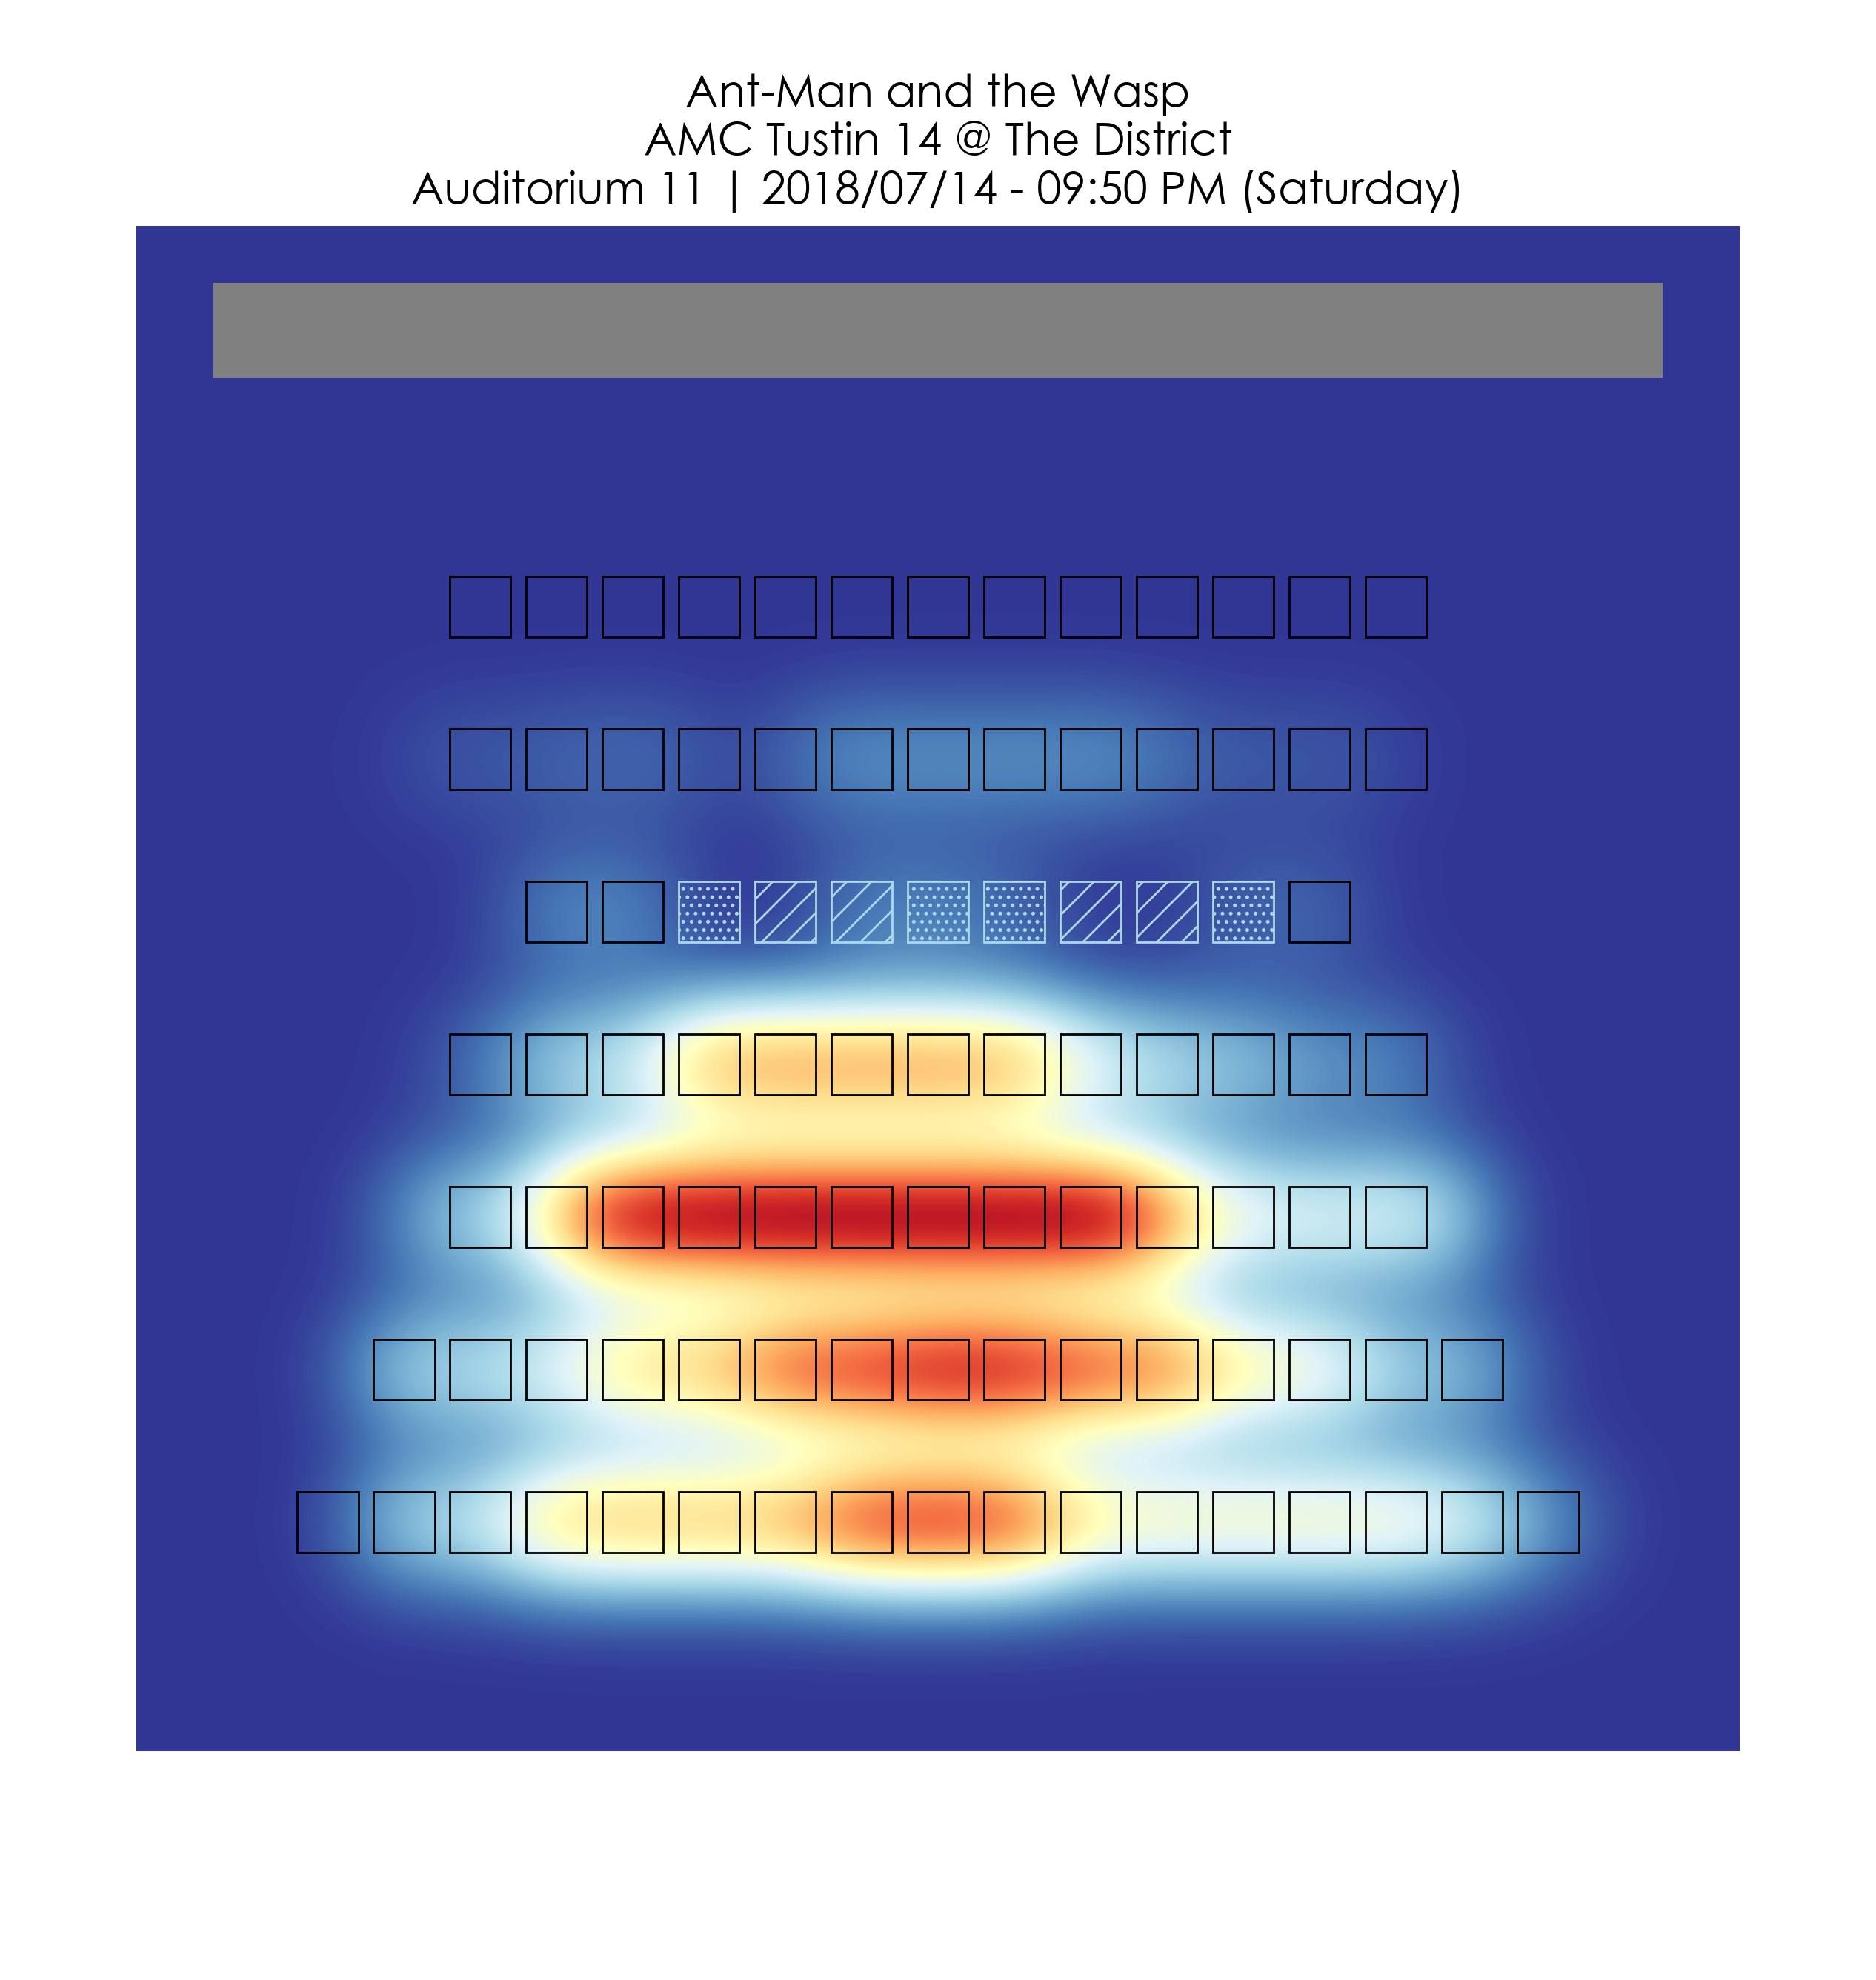 Ant-Man and the Wasp
AMC Tustin 14 @ The District
Auditorium 11 | 2018/07/14 - 09:50 PM (Saturday)